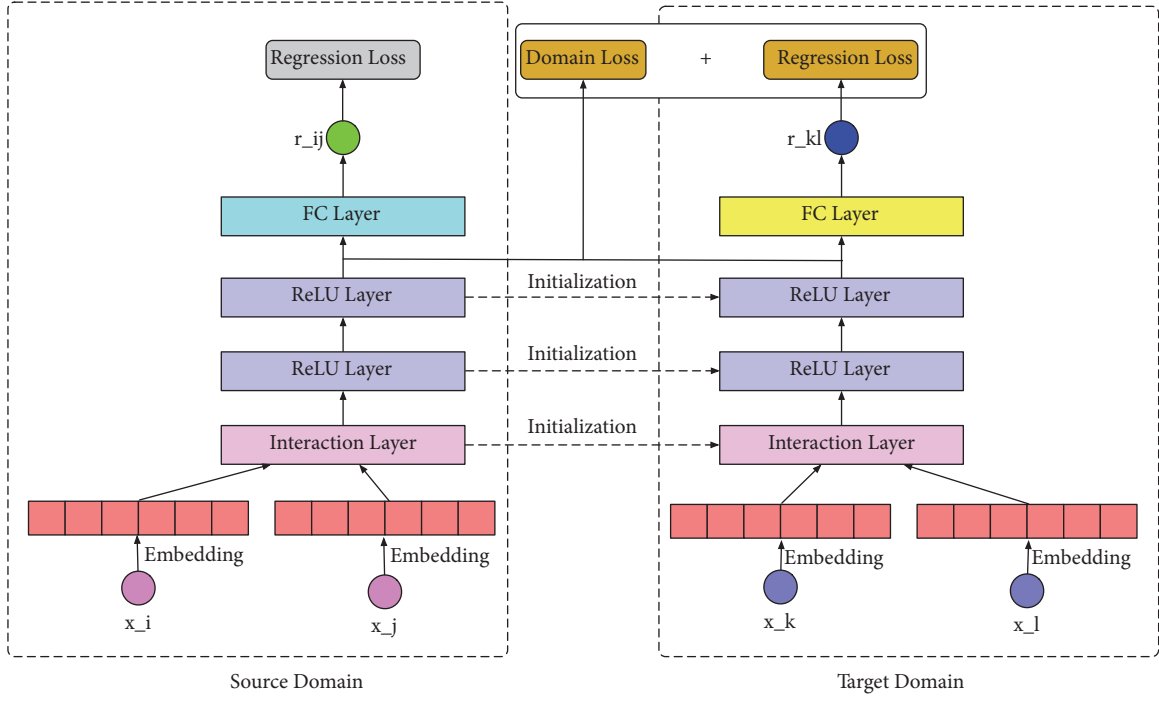 Regression Loss
Domain Loss
+
Regression Loss
r_ij
r_kl
FC Layer
FC Layer
Initialization
ReLU Layer
ReLU Layer
Initialization
ReLU Layer
ReLU Layer
Initialization
Interaction Layer
Interaction Layer
Embedding
Embedding
Embedding
Embedding
x_i
x_j
x_k
x_l
Source Domain
Target Domain